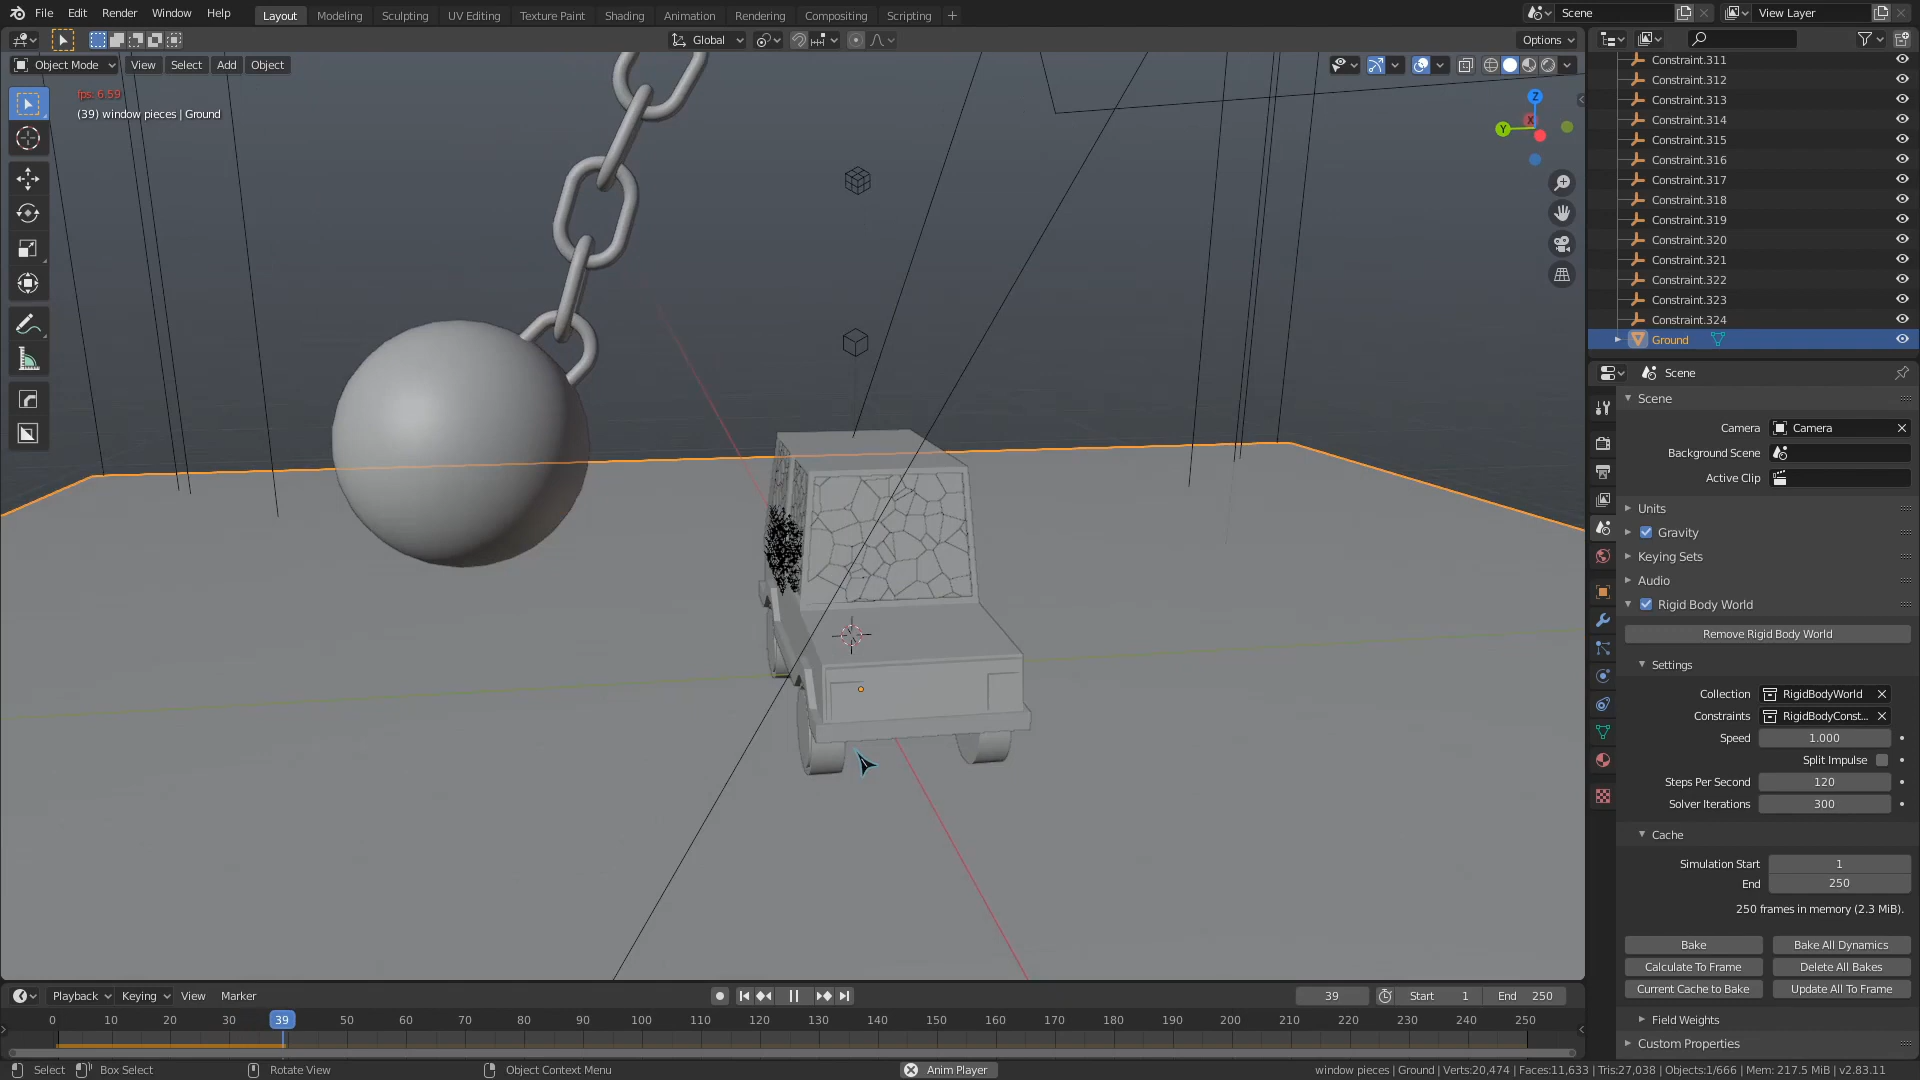 File Edit Render Window Help Layout Modeling Sculpting UV Editing Texture Paint Shading Animation Rendering Compositing Scripting + Scene View Layer
Global Options
Object Mode View Select Add Object
fps: 6.59
(39) window pieces | Ground
Z
Y
X
Constraint.311
Constraint.312
Constraint.313
Constraint.314
Constraint.315
Constraint.316
Constraint.317
Constraint.318
Constraint.319
Constraint.320
Constraint.321
Constraint.322
Constraint.323
Constraint.324
Ground
Scene
Scene
Camera Camera
Background Scene
Active Clip
Units
Gravity
Keying Sets
Audio
Rigid Body World
Remove Rigid Body World
Settings
Collection RigidBodyWorld
Constraints RigidBodyConst...
Speed 1.000
Split Impulse
Steps Per Second 120
Solver Iterations 300
Cache
Simulation Start 1
End 250
250 frames in memory (2.3 MiB).
Bake Bake All Dynamics
Calculate To Frame Delete All Bakes
Current Cache to Bake Update All To Frame
Field Weights
Custom Properties
Playback Keying View Marker 39 Start 1 End 250
0 10 20 30 39 50 60 70 80 90 100 110 120 130 140 150 160 170 180 190 200 210 220 230 240 250
Select Box Select Rotate View Object Context Menu Anim Player window pieces | Ground | Verts:20,474 | Faces:11,633 | Tris:27,038 | Objects:1/666 | Mem: 217.5 MiB | v2.83.11